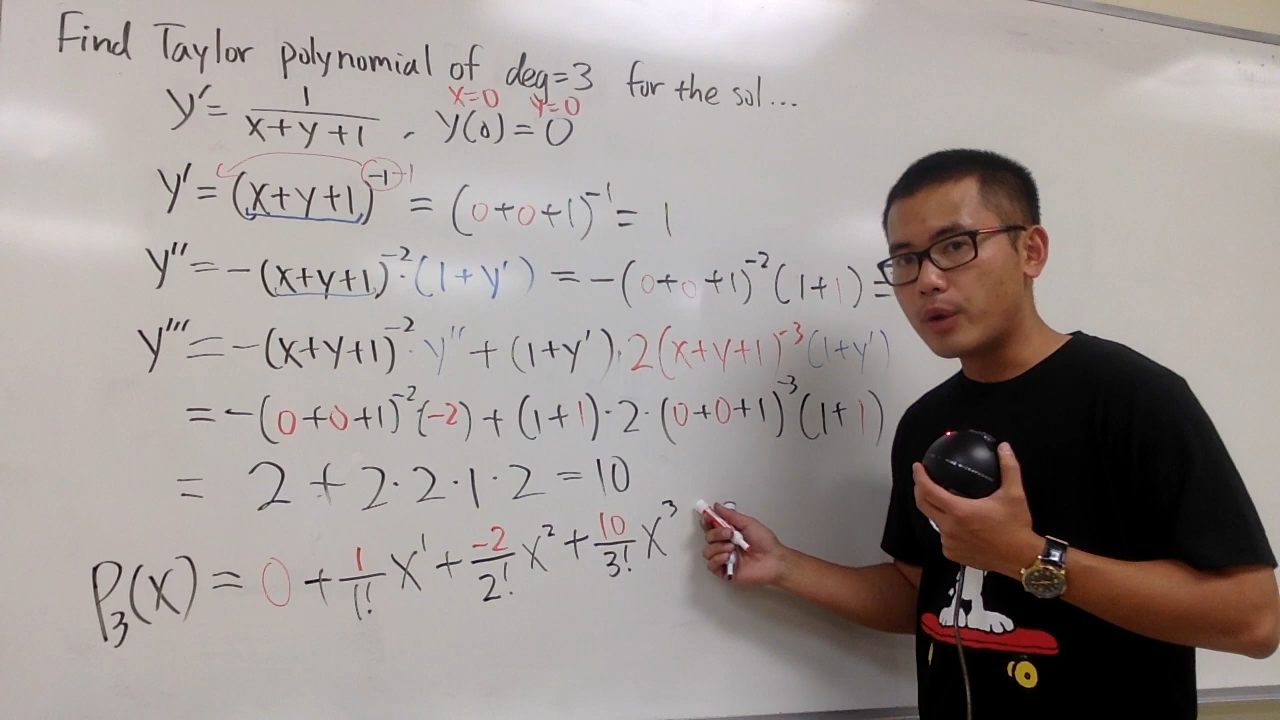 Find Taylor polynomial of deg=3 for the sol...
x=0 y=0
y' = 1/(x+y+1) , y(0) = 0
y' = (x+y+1)^-1 -1 = (0+0+1)^-1 = 1
y'' = -(x+y+1)^-2 · (1+y') = -(0+0+1)^-2 (1+1) =
y''' = -(x+y+1)^-2 · y'' + (1+y') · 2(x+y+1)^-3 (1+y')
= -(0+0+1)^-2 (-2) + (1+1) · 2 · (0+0+1)^-3 (1+1)
= 2 + 2·2·1·2 = 10
P_3(x) = 0 + 1/1! x^1 + -2/2! x^2 + 10/3! x^3